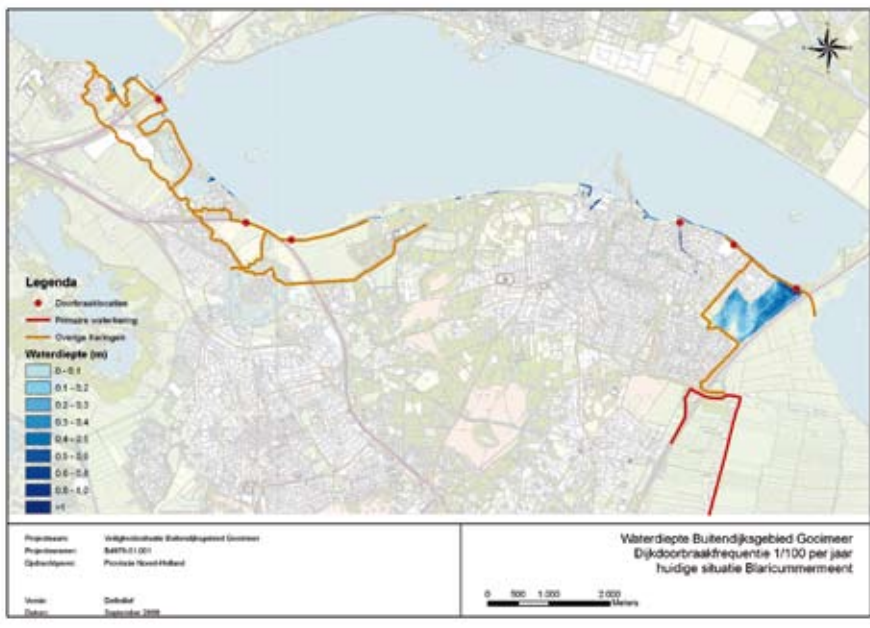 Legenda
Doorbraaklocaties
Primaire waterkering
Overige Keringen
Waterdiepte (m)
0 - 0.1
0.1 - 0.2
0.2 - 0.3
0.3 - 0.4
0.4 - 0.5
0.5 - 0.6
0.6 - 0.8
0.8 - 1.0
>1
Projectnaam: Veiligheidssituatie Buitendijksgebied Gooimeer
Projectnummer:
Opdrachtgever: Provincie Noord-Holland
Versie: Definitief
Datum: September 2008
Waterdiepte Buitendijksgebied Gooimeer
Dijkdoorbraakfrequentie 1/100 per jaar
huidige situatie Blaricummermeent
0 500 1.000 2.000
Meters